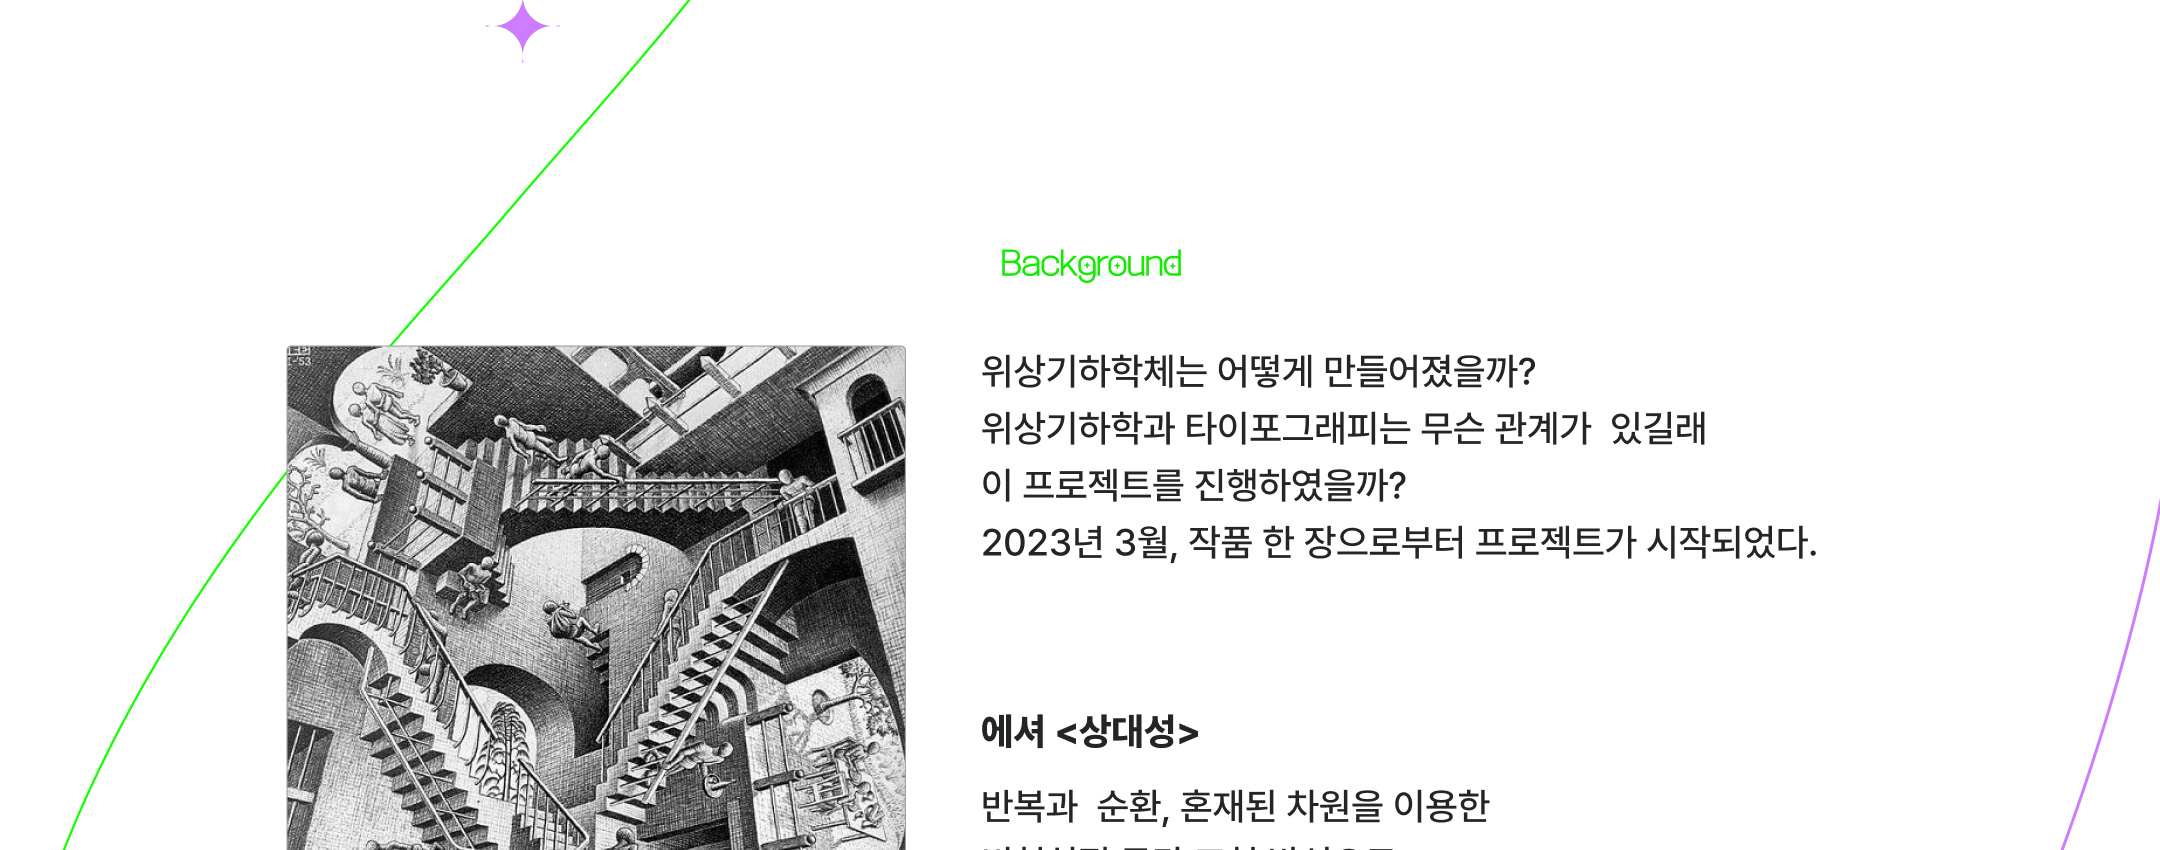 Background
위상기하학체는 어떻게 만들어졌을까?
위상기하학과 타이포그래피는 무슨 관계가  있길래
이 프로젝트를 진행하였을까?
2023년 3월, 작품 한 장으로부터 프로젝트가 시작되었다.
에셔 <상대성>
반복과  순환, 혼재된 차원을 이용한